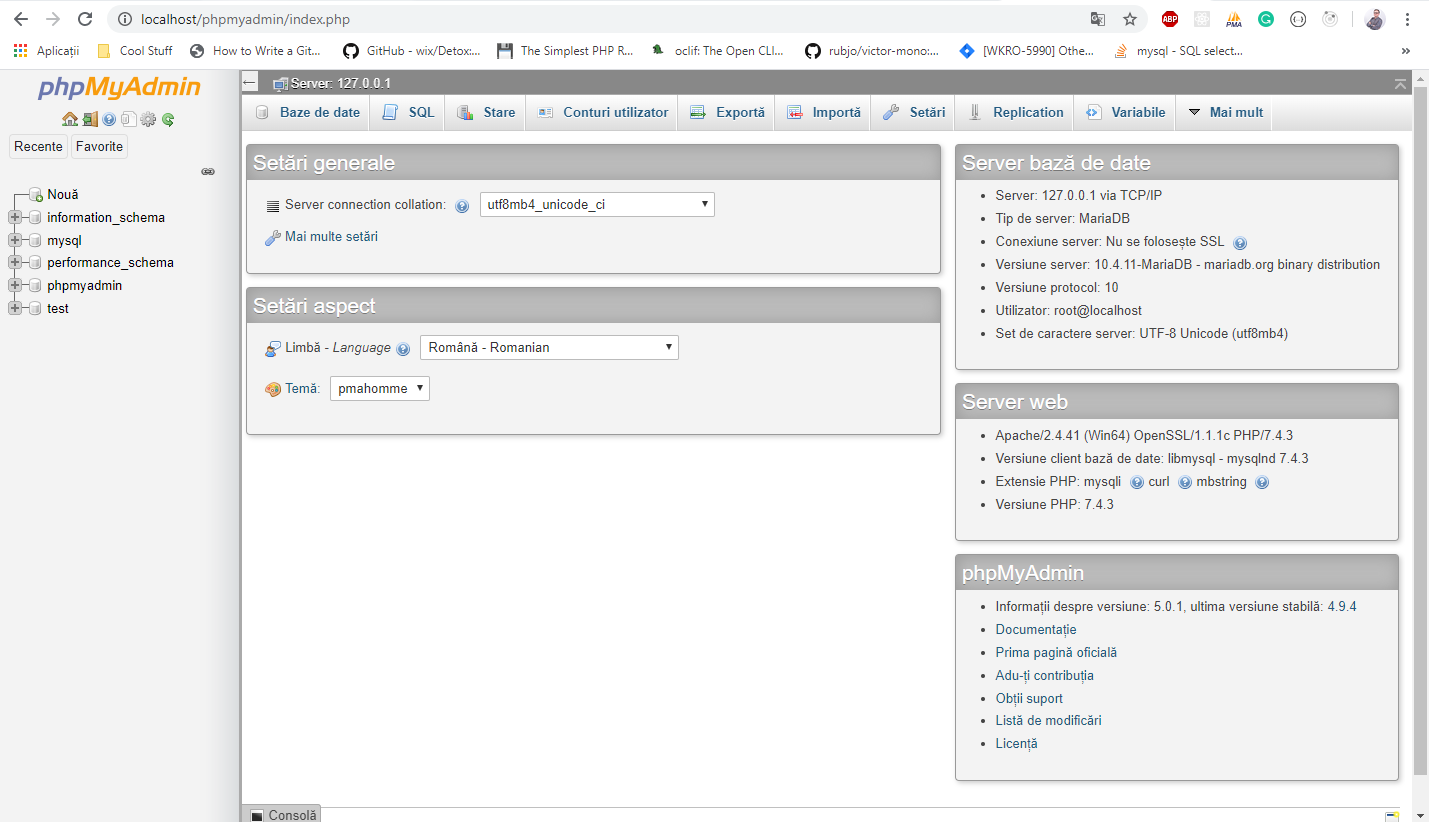 localhost/phpmyadmin/index.php
ABP
PMA
Aplicații
Cool Stuff
How to Write a Git...
GitHub - wix/Detox:...
The Simplest PHP R...
oclif: The Open CLI...
rubjo/victor-mono:...
[WKRO-5990] Othe...
mysql - SQL select...
»
phpMyAdmin
Recente
Favorite
Nouă
information_schema
mysql
performance_schema
phpmyadmin
test
Server: 127.0.0.1
Baze de date
SQL
Stare
Conturi utilizator
Exportă
Importă
Setări
Replication
Variabile
Mai mult
Setări generale
Server connection collation:
utf8mb4_unicode_ci
Mai multe setări
Setări aspect
Limbă - Language
Română - Romanian
Temă:
pmahomme
Server bază de date
Server: 127.0.0.1 via TCP/IP
Tip de server: MariaDB
Conexiune server: Nu se folosește SSL
Versiune server: 10.4.11-MariaDB - mariadb.org binary distribution
Versiune protocol: 10
Utilizator: root@localhost
Set de caractere server: UTF-8 Unicode (utf8mb4)
Server web
Apache/2.4.41 (Win64) OpenSSL/1.1.1c PHP/7.4.3
Versiune client bază de date: libmysql - mysqlnd 7.4.3
Extensie PHP: mysqli curl mbstring
Versiune PHP: 7.4.3
phpMyAdmin
Informații despre versiune: 5.0.1, ultima versiune stabilă: 4.9.4
Documentație
Prima pagină oficială
Adu-ți contribuția
Obții suport
Listă de modificări
Licență
Consolă